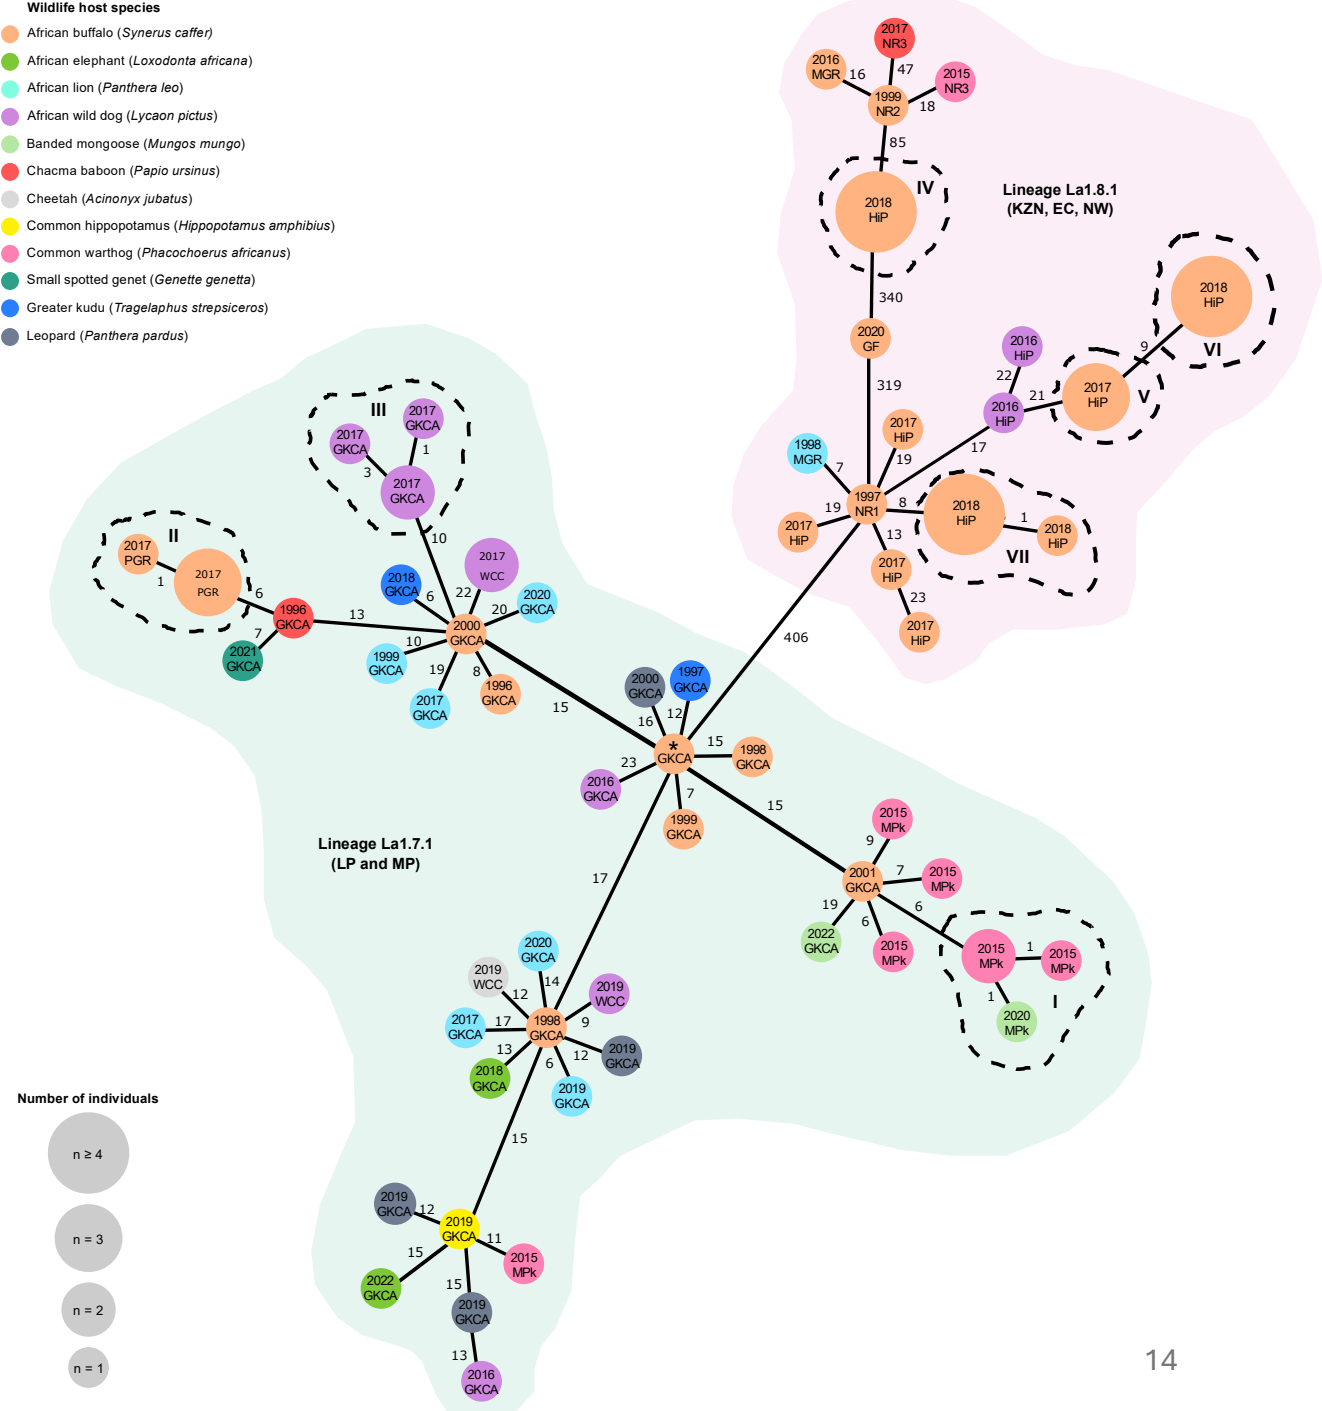 Wildlife host species
African buffalo (Synerus caffer)
African elephant (Loxodonta africana)
African lion (Panthera leo)
African wild dog (Lycaon pictus)
Banded mongoose (Mungos mungo)
Chacma baboon (Papio ursinus)
Cheetah (Acinonyx jubatus)
Common hippopotamus (Hippopotamus amphibius)
Common warthog (Phacochoerus africanus)
Small spotted genet (Genette genetta)
Greater kudu (Tragelaphus strepsiceros)
Leopard (Panthera pardus)
2017
NR3
2016
MGR
16
47
2015
NR3
18
1999
NR2
85
IV
2018
HiP
Lineage La1.8.1
(KZN, EC, NW)
340
2020
GF
319
2018
HiP
VI
9
2016
HiP
22
2016
HiP
21
2017
HiP
V
17
2017
HiP
19
1998
MGR
7
1997
NR1
19
2017
HiP
8
2018
HiP
1
2018
HiP
VII
13
2017
HiP
23
2017
HiP
406
III
2017
GKCA
2017
GKCA
3
1
2017
GKCA
10
II
2017
PGR
1
2017
PGR
6
1996
GKCA
7
2021
GKCA
13
2018
GKCA
6
2017
WCC
22
2020
GKCA
20
2000
GKCA
10
1999
GKCA
19
2017
GKCA
8
1996
GKCA
15
2000
GKCA
16
1997
GKCA
12
*
GKCA
15
1998
GKCA
23
2016
GKCA
7
1999
GKCA
15
Lineage La1.7.1
(LP and MP)
17
2015
MPk
9
2001
GKCA
7
2015
MPk
19
2022
GKCA
6
2015
MPk
6
2015
MPk
1
2015
MPk
1
2020
MPk
I
2020
GKCA
14
2019
WCC
12
2019
WCC
9
2017
GKCA
17
1998
GKCA
13
2018
GKCA
6
2019
GKCA
12
2019
GKCA
15
2019
GKCA
12
2019
GKCA
11
2015
MPk
15
2022
GKCA
15
2019
GKCA
13
2016
GKCA
Number of individuals
n ≥ 4
n = 3
n = 2
n = 1
14